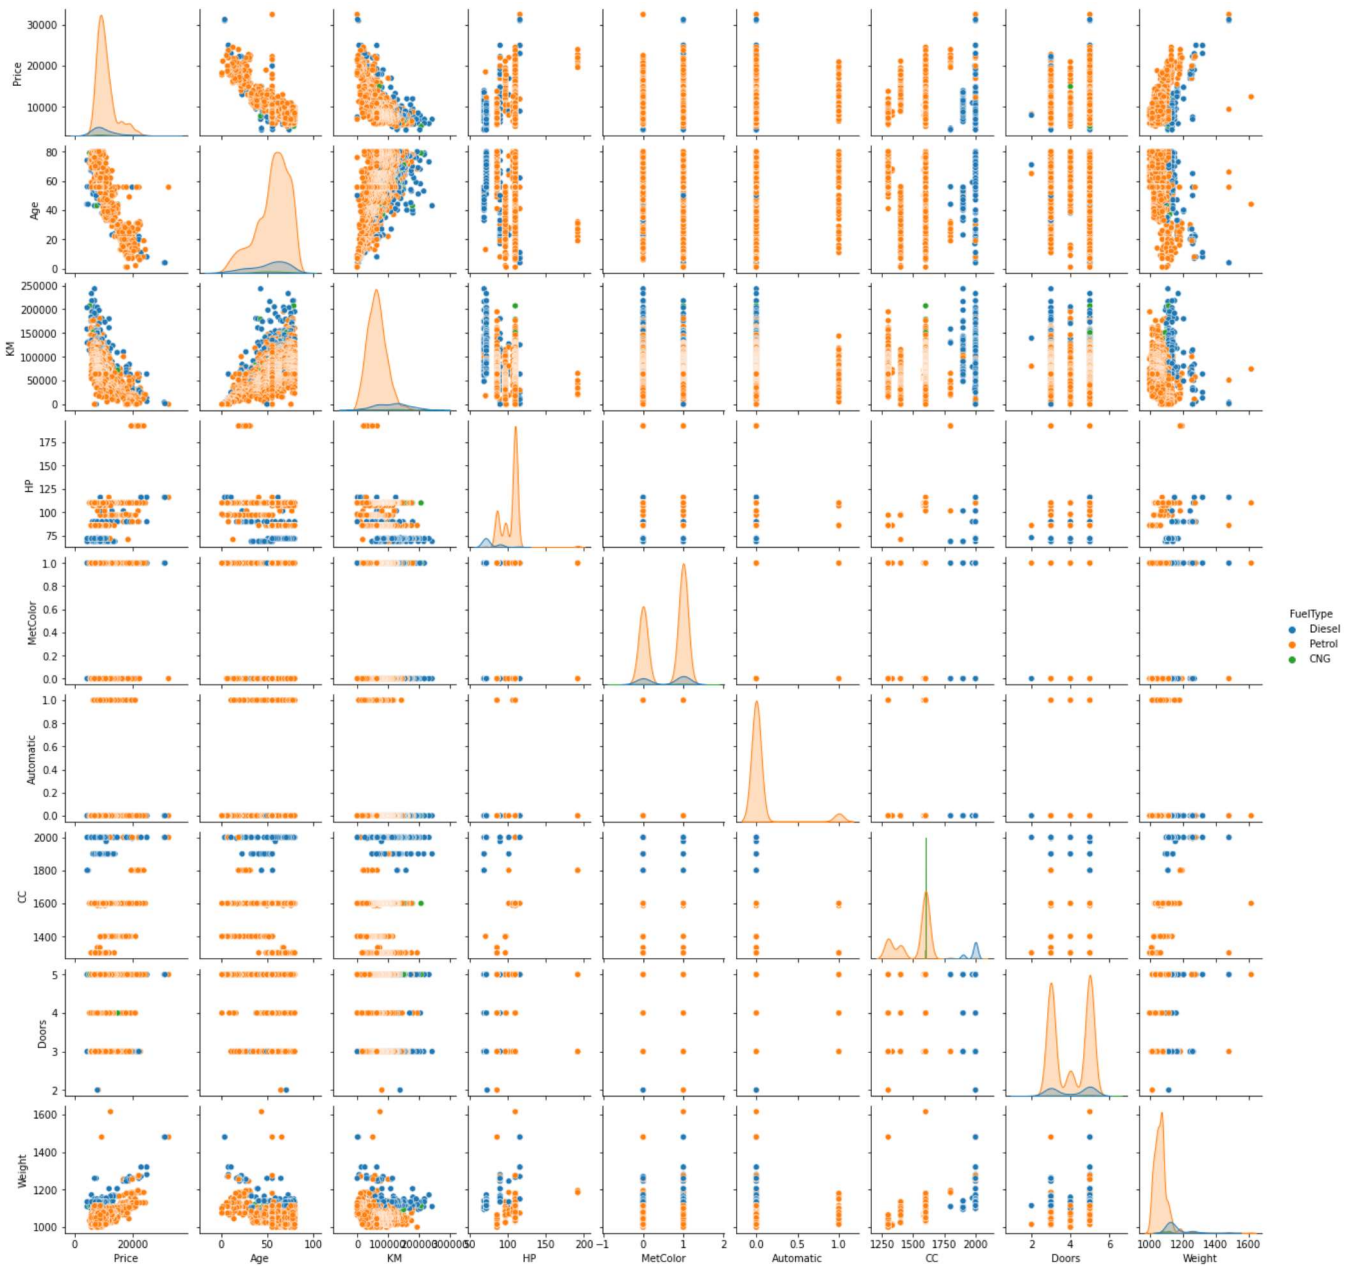 30000
20000
10000
Price
80
60
40
20
0
Age
250000
200000
150000
100000
50000
0
KM
175
150
125
100
75
HP
1.0
0.8
0.6
0.4
0.2
0.0
MetColor
FuelType
Diesel
Petrol
CNG
1.0
0.8
0.6
0.4
0.2
0.0
Automatic
2000
1800
1600
1400
CC
5
4
3
2
Doors
1600
1400
1200
1000
Weight
0 20000 0 50 100 0 100000 200000 300000 50 100 150 200 −1 0 1 2 0.0 0.5 1.0 1250 1500 1750 2000 2 4 6 1000 1200 1400 1600
Price Age KM HP MetColor Automatic CC Doors Weight